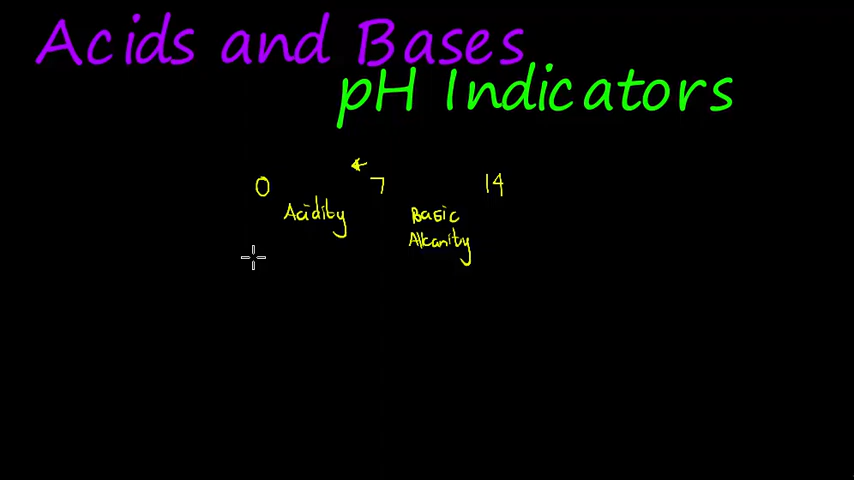 Acids and Bases
pH Indicators
0 7 14
Acidity Basic
Alkanity